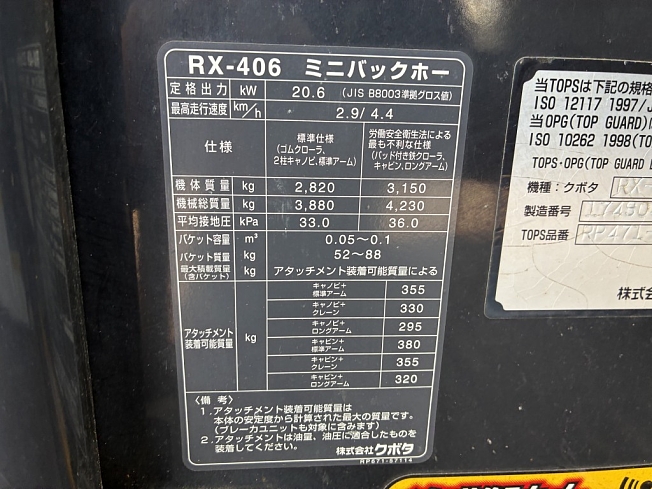 RX-406 ミニバックホー
定格出力 kW 20.6 (JIS B8003準拠グロス値)
最高走行速度 km/h 2.9/4.4
仕様 標準仕様 (ゴムクローラ、2柱キャノピ、標準アーム) 労働安全衛生法による最も不利な仕様 (パッド付き鉄クローラ、キャビン、ロングアーム)
機体質量 kg 2,820 3,150
機械総質量 kg 3,880 4,230
平均接地圧 kPa 33.0 36.0
バケット容量 m³ 0.05〜0.1
バケット質量 kg 52〜88
最大積載質量 (含バケット) kg アタッチメント装着可能質量による
アタッチメント装着可能質量 kg
キャノピ+標準アーム 355
キャノピ+クレーン 330
キャノピ+ロングアーム 295
キャビン+標準アーム 380
キャビン+クレーン 355
キャビン+ロングアーム 320
〈備考〉
1.アタッチメント装着可能質量は
本体の安定度から計算された最大の質量です。
(ブレーカユニットも対象に含みます)
2.アタッチメントは油量、油圧に適合したものを
装着してください。
株式会社クボタ
当TOPSは下記の規格
ISO 12117 1997/J
当OPG(TOP GUARD)に
ISO 10262 1998(TO
TOPS・OPG(TOP GUARD
機種：クボタ RX-
製造番号
TOPS品番
株式会